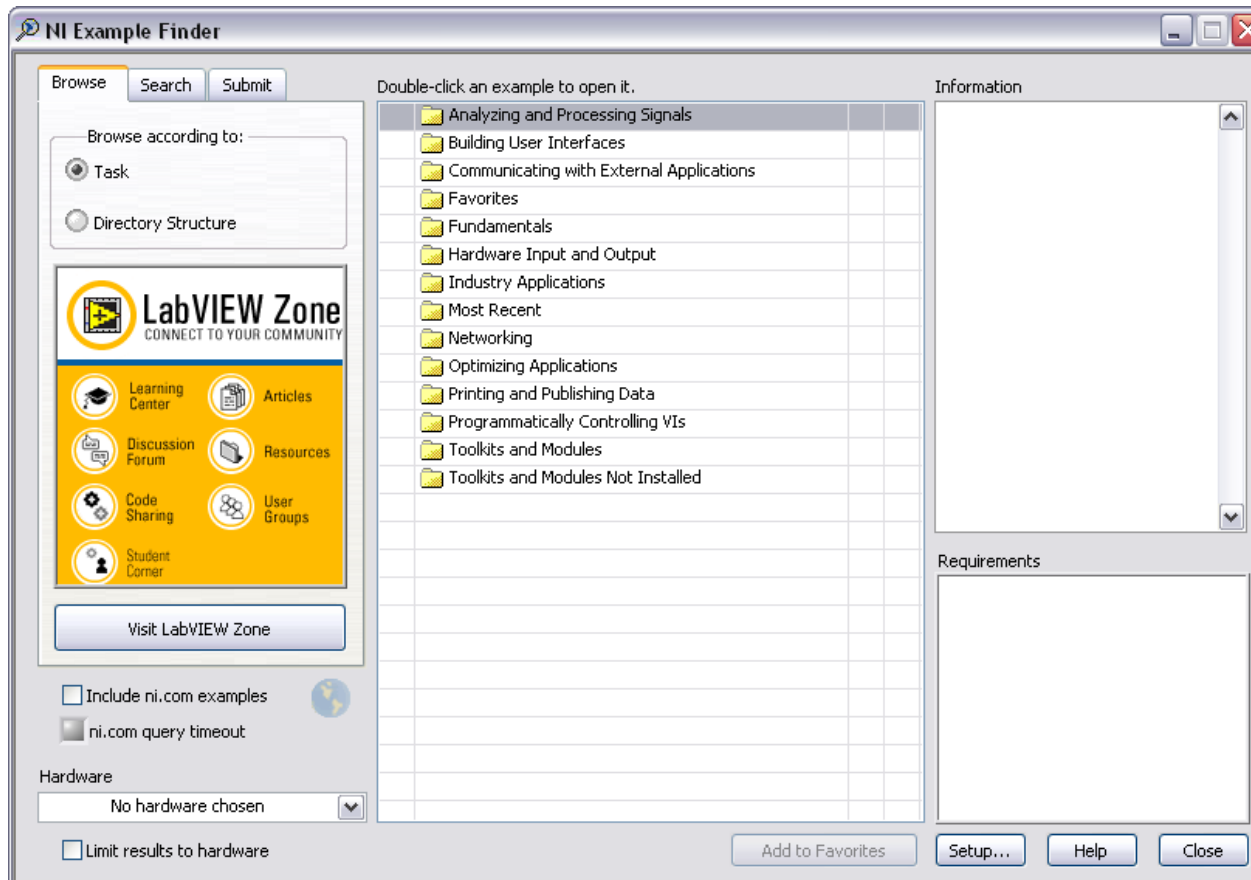 NI Example Finder
Browse
Search
Submit
Browse according to:
Task
Directory Structure
LabVIEW Zone
CONNECT TO YOUR COMMUNITY
Learning
Center
Articles
Discussion
Forum
Resources
Code
Sharing
User
Groups
Student
Corner
Visit LabVIEW Zone
Include ni.com examples
ni.com query timeout
Hardware
No hardware chosen
Limit results to hardware
Double-click an example to open it.
Analyzing and Processing Signals
Building User Interfaces
Communicating with External Applications
Favorites
Fundamentals
Hardware Input and Output
Industry Applications
Most Recent
Networking
Optimizing Applications
Printing and Publishing Data
Programmatically Controlling VIs
Toolkits and Modules
Toolkits and Modules Not Installed
Information
Requirements
Add to Favorites
Setup...
Help
Close